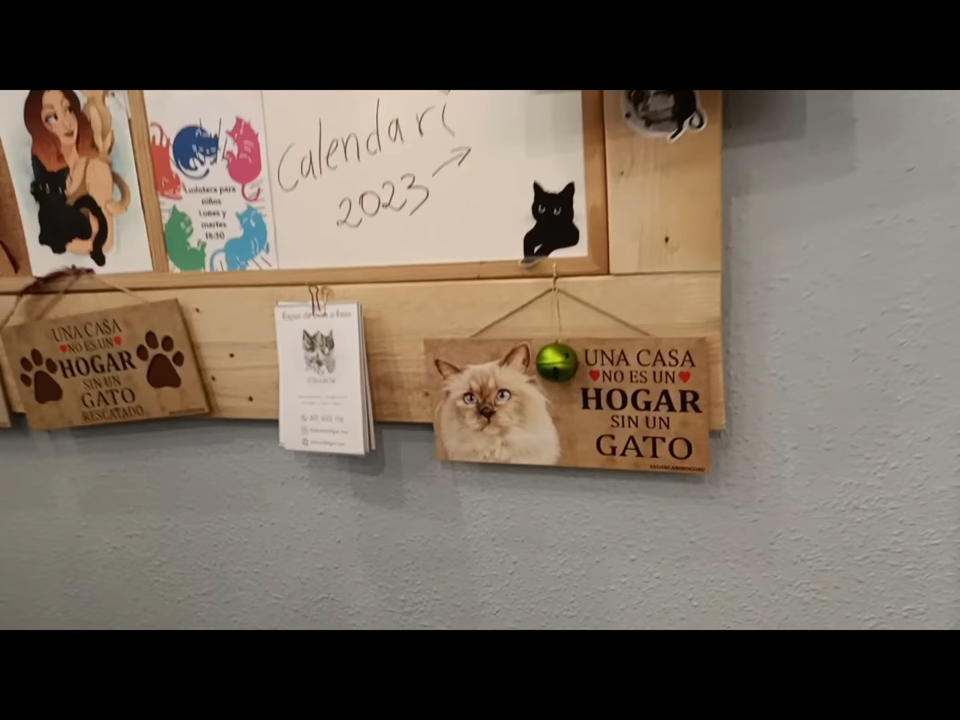 Calendari
2023 →
Ludoteca para
niños
Lunes y
martes
18:30
UNA CASA
NO ES UN
HOGAR
SIN UN
GATO
RESCATADO
UNA CASA
NO ES UN
HOGAR
SIN UN
GATO